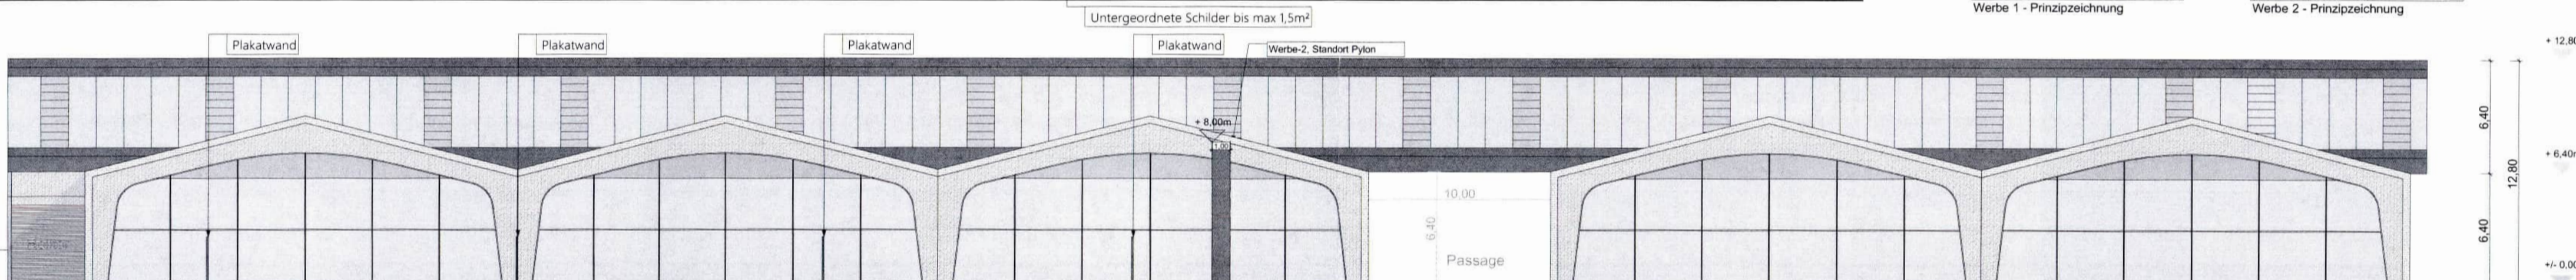 Untergeordnete Schilder bis max 1,5m²
Werbe 1 - Prinzipzeichnung
Werbe 2 - Prinzipzeichnung
Plakatwand
Plakatwand
Plakatwand
Plakatwand
Werbe-2, Standort Pylon
+ 12,80
+ 8,00m
1,00
6,40
12,80
+ 6,40m
10,00
6,40
Passage
6,40
+/- 0,00